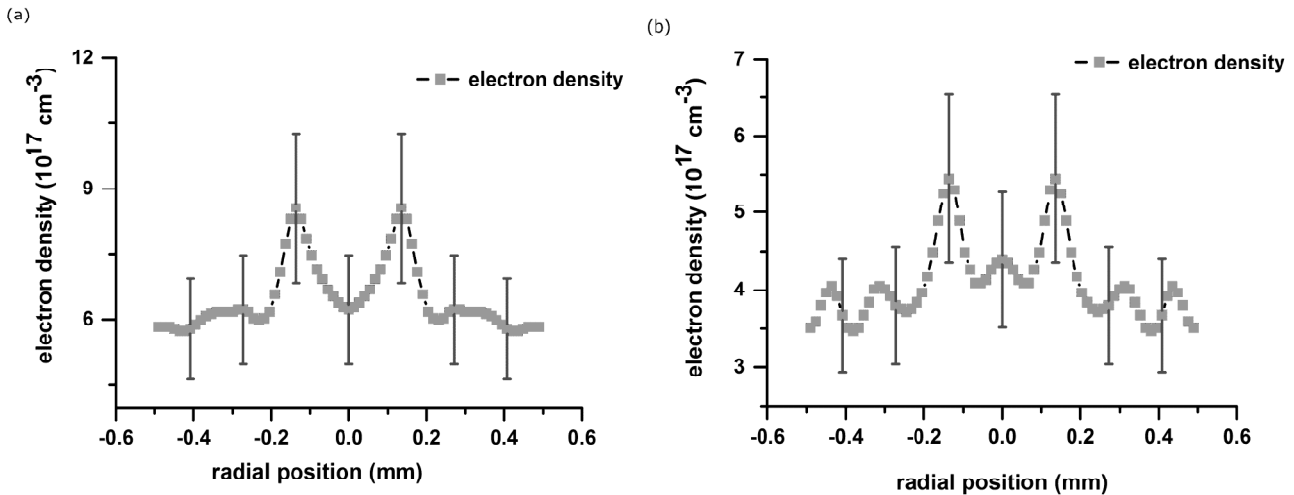 (a)
12
9
6
electron density (10^17 cm^-3)
electron density
-0.6 -0.4 -0.2 0.0 0.2 0.4 0.6
radial position (mm)
(b)
7
6
5
4
3
electron density (10^17 cm^-3)
electron density
-0.6 -0.4 -0.2 0.0 0.2 0.4 0.6
radial position (mm)